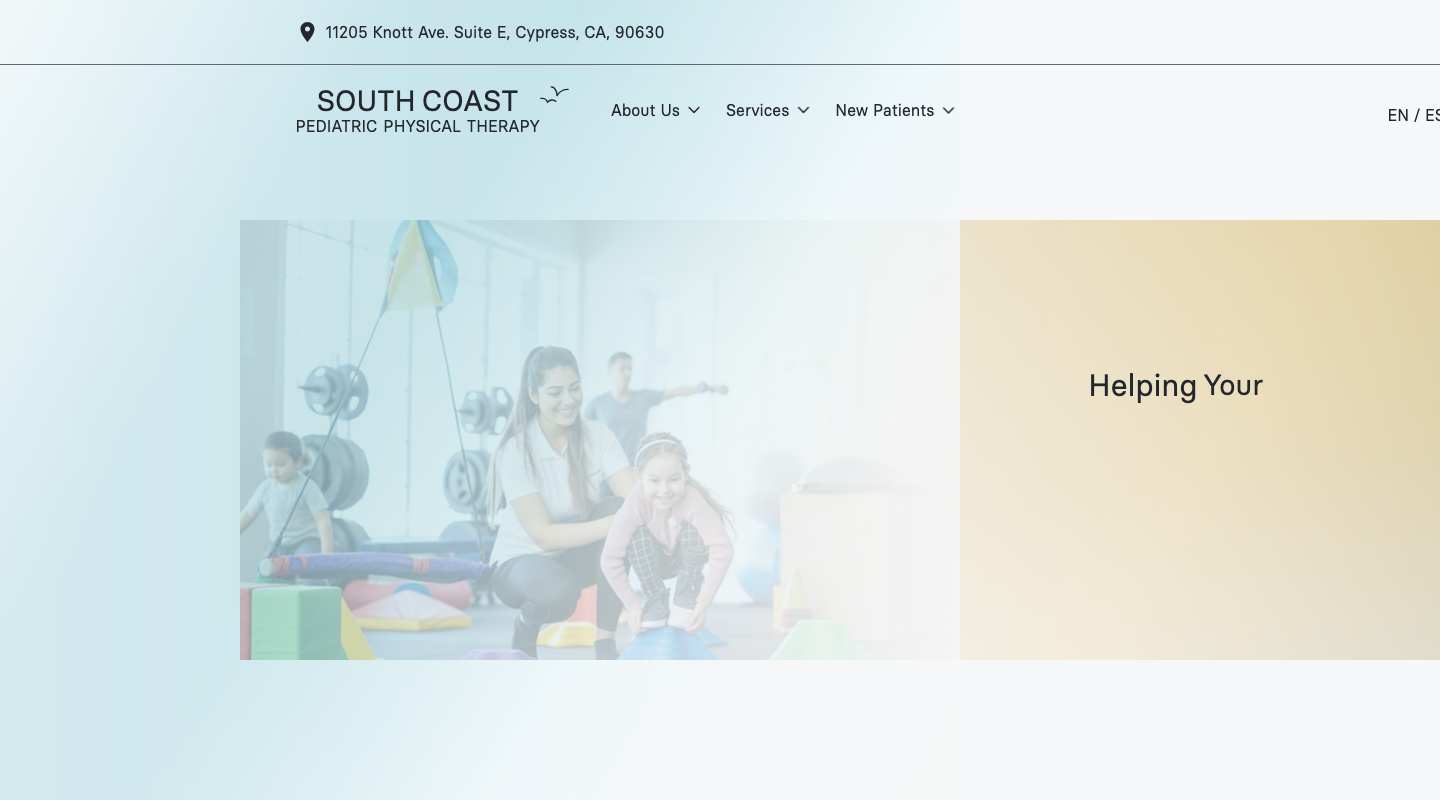 11205 Knott Ave. Suite E, Cypress, CA, 90630
SOUTH COAST
PEDIATRIC PHYSICAL THERAPY
About Us
Services
New Patients
EN / ES
Helping Your